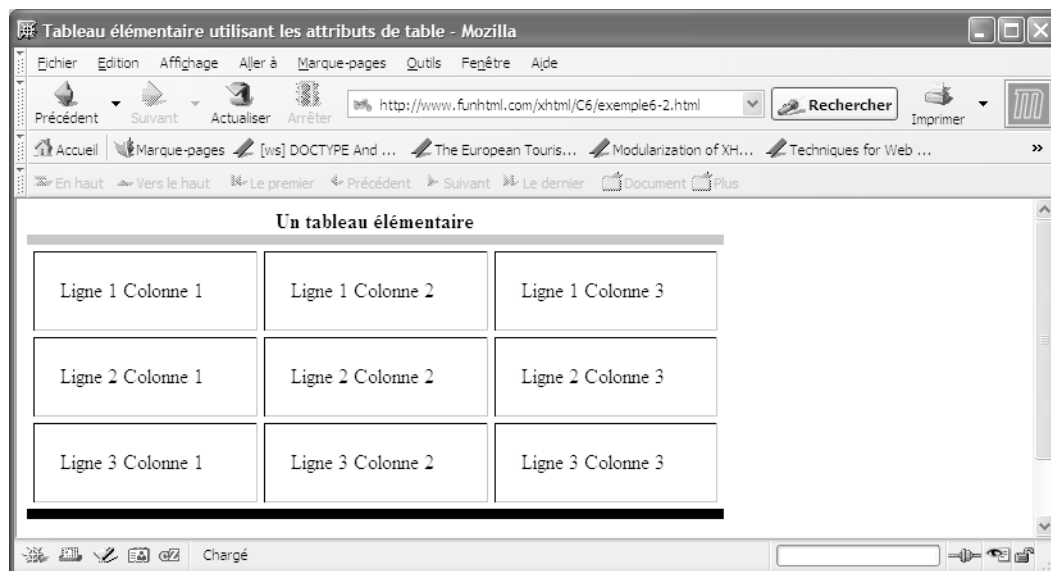 Tableau élémentaire utilisant les attributs de table - Mozilla
Fichier Edition Affichage Aller à Marque-pages Outils Fenêtre Aide
Précédent Suivant Actualiser Arrêter http://www.funhtml.com/xhtml/C6/exemple6-2.html Rechercher Imprimer
Accueil Marque-pages [ws] DOCTYPE And ... The European Touris... Modularization of XH... Techniques for Web ... »
En haut Vers le haut Le premier Précédent Suivant Le dernier Document Plus
Un tableau élémentaire
Ligne 1 Colonne 1 Ligne 1 Colonne 2 Ligne 1 Colonne 3
Ligne 2 Colonne 1 Ligne 2 Colonne 2 Ligne 2 Colonne 3
Ligne 3 Colonne 1 Ligne 3 Colonne 2 Ligne 3 Colonne 3
Chargé